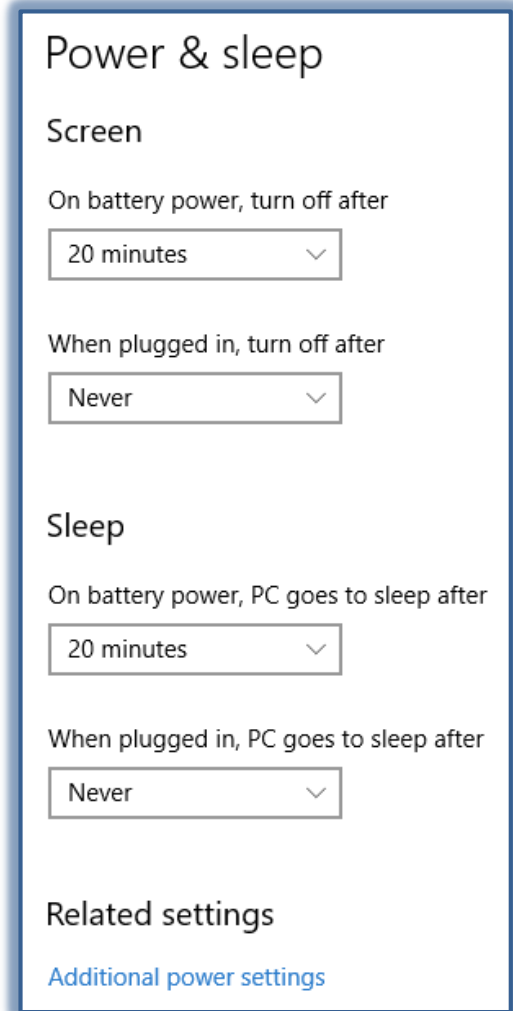 Power & sleep
Screen
On battery power, turn off after
20 minutes
When plugged in, turn off after
Never
Sleep
On battery power, PC goes to sleep after
20 minutes
When plugged in, PC goes to sleep after
Never
Related settings
Additional power settings